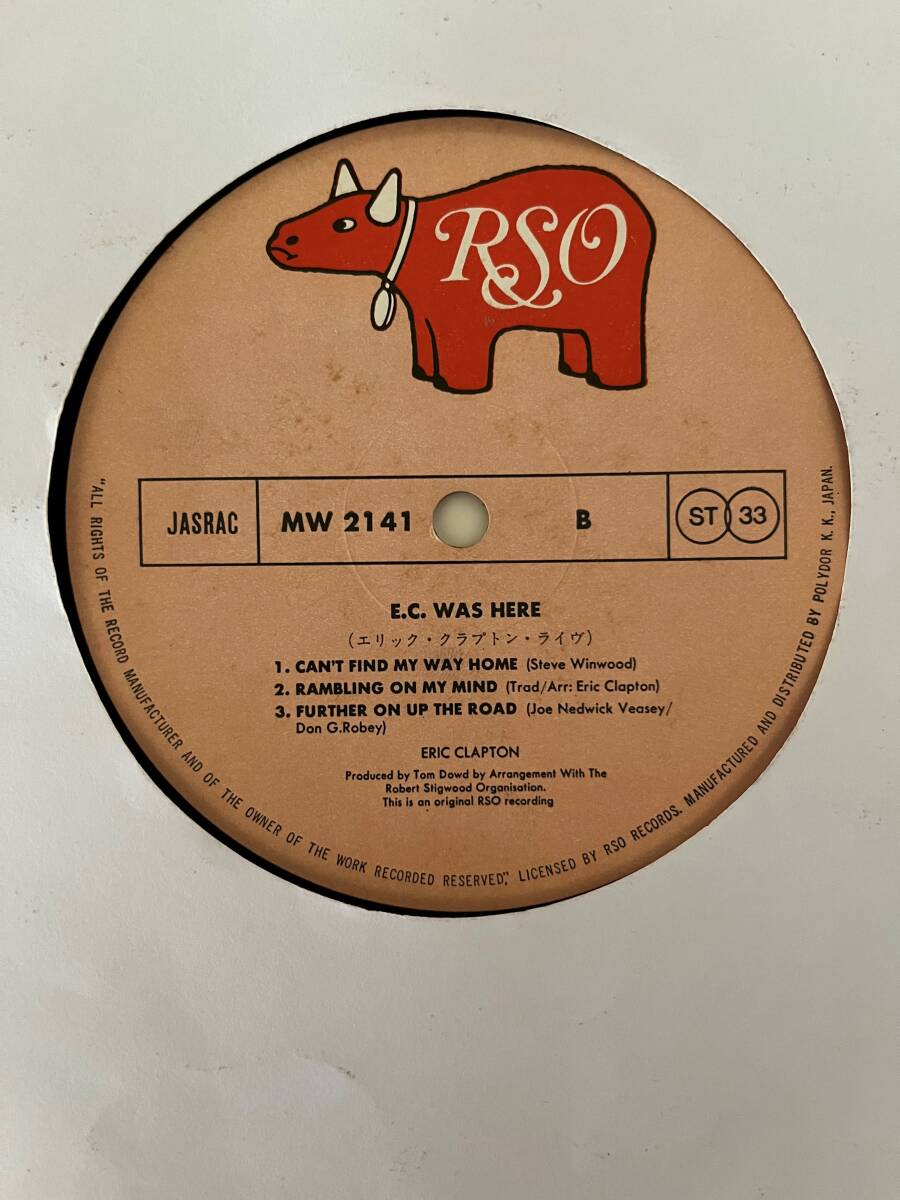 RSO
JASRAC
MW 2141
B
ST 33
E.C. WAS HERE
(エリック・クラプトン・ライヴ)
1. CAN'T FIND MY WAY HOME (Steve Winwood)
2. RAMBLING ON MY MIND (Trad/Arr: Eric Clapton)
3. FURTHER ON UP THE ROAD (Joe Nedwick Veasey/
Don G.Robey)
ERIC CLAPTON
Produced by Tom Dowd by Arrangement With The
Robert Stigwood Organisation.
This is an original RSO recording
"ALL RIGHTS OF THE RECORD MANUFACTURER AND OF THE OWNER OF THE WORK RECORDED RESERVED," LICENSED BY RSO RECORDS. MANUFACTURED AND DISTRIBUTED BY POLYDOR K.K., JAPAN.